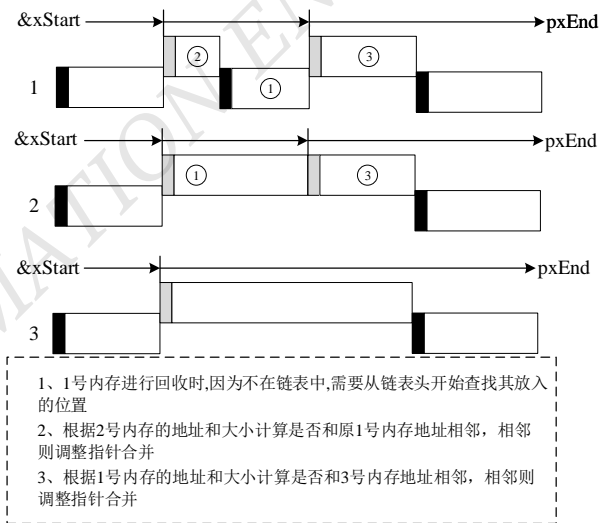 &xStart
pxEnd
②
③
1
①
&xStart
pxEnd
①
③
2
&xStart
pxEnd
3
1、1号内存进行回收时,因为不在链表中,需要从链表头开始查找其放入
的位置
2、根据2号内存的地址和大小计算是否和原1号内存地址相邻，相邻
则调整指针合并
3、根据1号内存的地址和大小计算是否和3号内存地址相邻，相邻则
调整指针合并
MATION EN